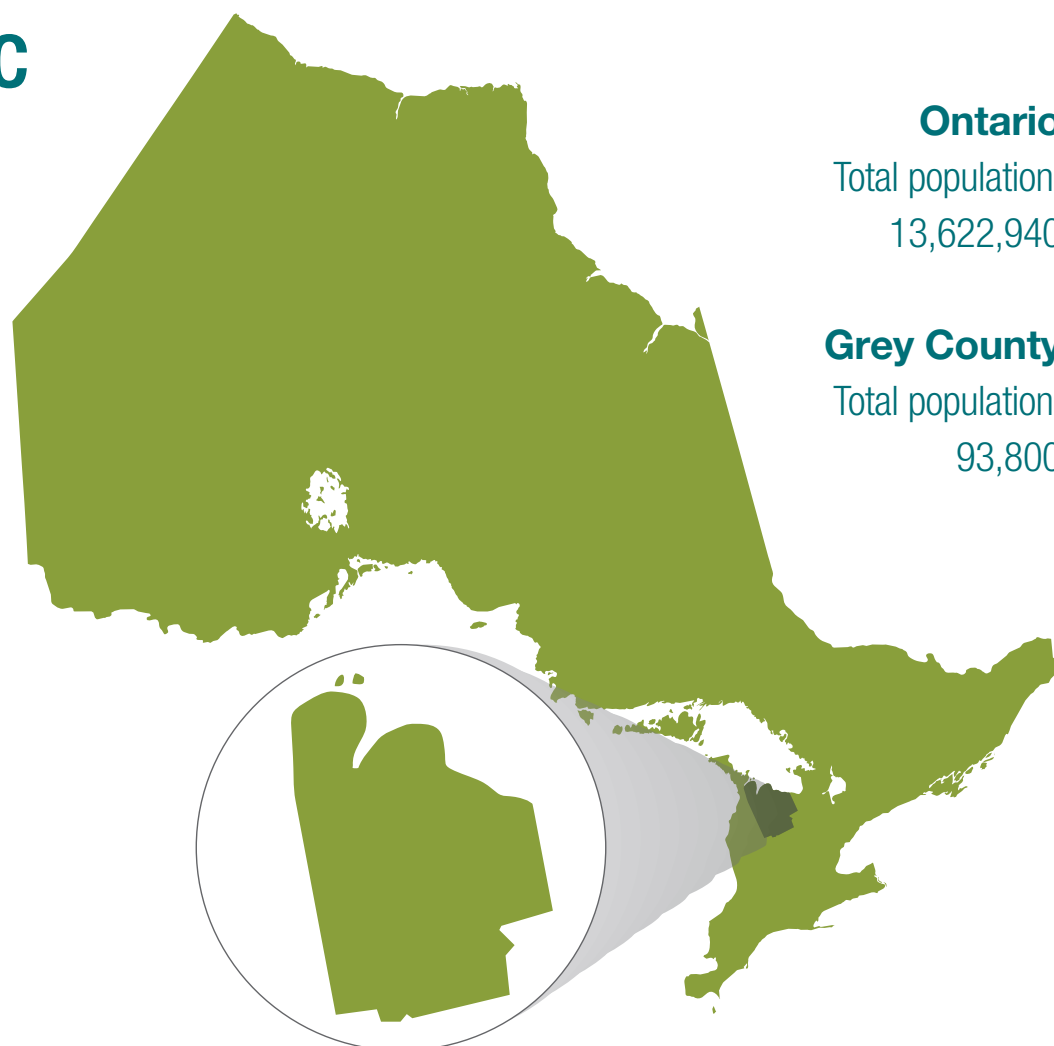 c
Ontario
Total population
13,622,940
Grey County
Total population
93,800